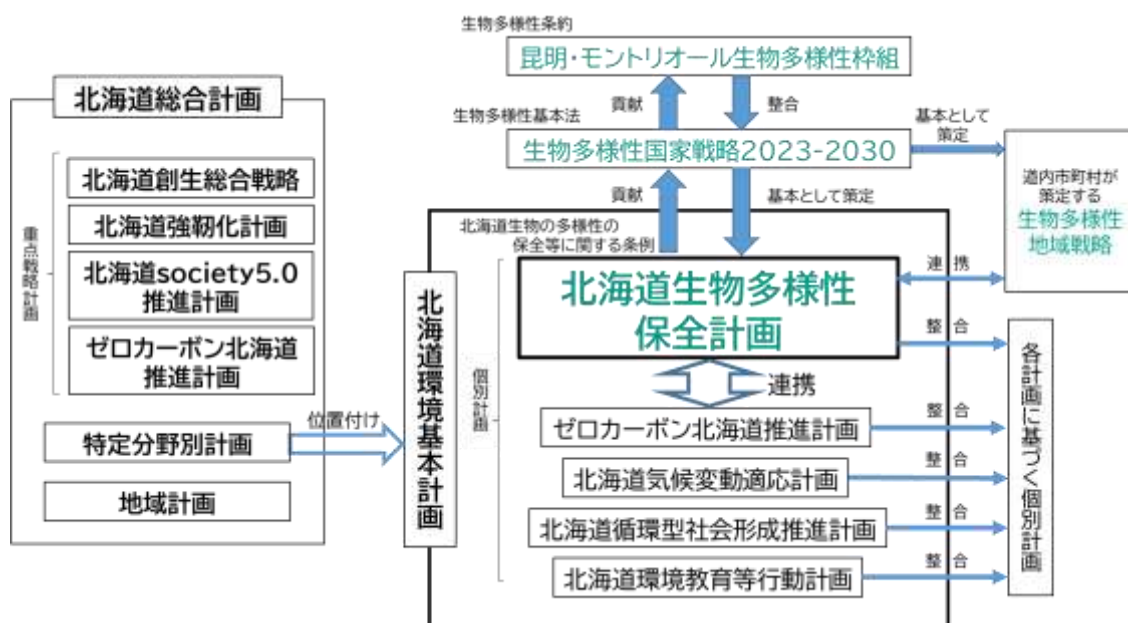 生物多様性条約
昆明・モントリオール生物多様性枠組
貢献
整合
生物多様性基本法
生物多様性国家戦略2023-2030
基本として
策定
道内市町村が
策定する
生物多様性
地域戦略
貢献
基本として策定
北海道総合計画
重点戦略計画
北海道創生総合戦略
北海道強靭化計画
北海道society5.0
推進計画
ゼロカーボン北海道
推進計画
特定分野別計画
位置付け
地域計画
北海道環境基本計画
北海道生物の多様性の
保全等に関する条例
個別計画
北海道生物多様性
保全計画
連携
連携
整合
ゼロカーボン北海道推進計画
整合
北海道気候変動適応計画
整合
北海道循環型社会形成推進計画
整合
北海道環境教育等行動計画
整合
各計画に基づく個別計画